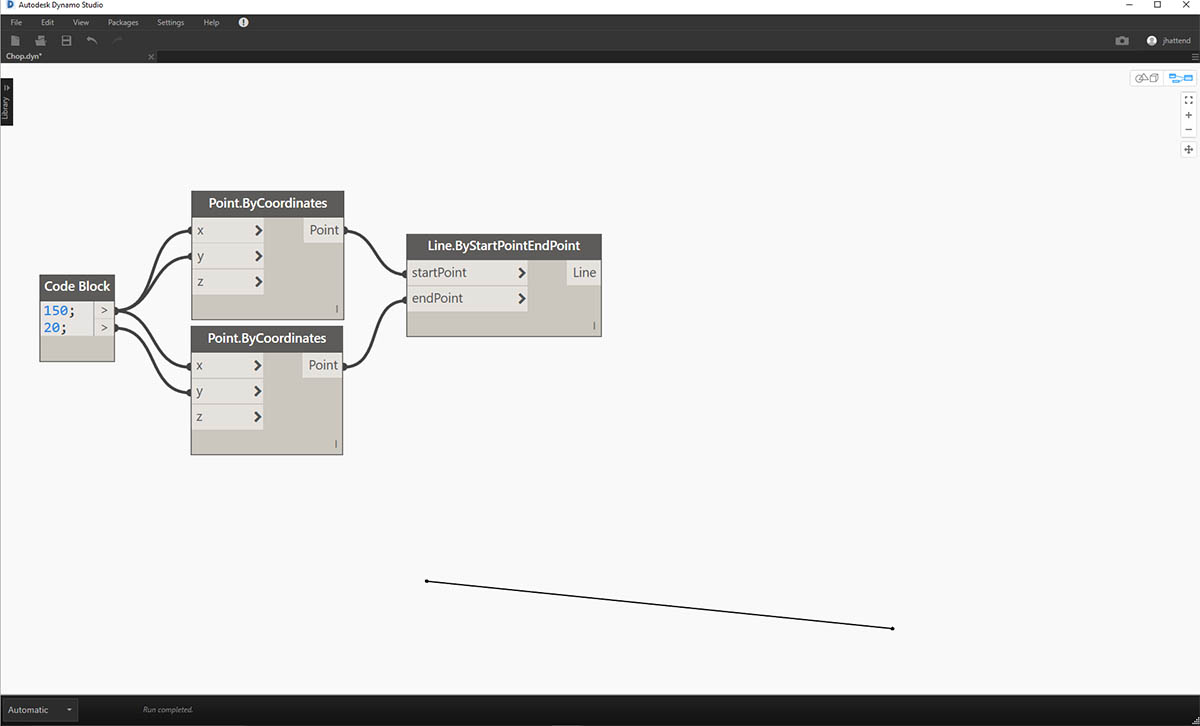 Autodesk Dynamo Studio
File Edit View Packages Settings Help !
jhattend
Chop.dyn*
Library
Point.ByCoordinates
x > Point
y >
z >
l
Line.ByStartPointEndPoint
startPoint > Line
endPoint >
l
Code Block
150; >
20; >
Point.ByCoordinates
x > Point
y >
z >
l
Automatic Run completed.